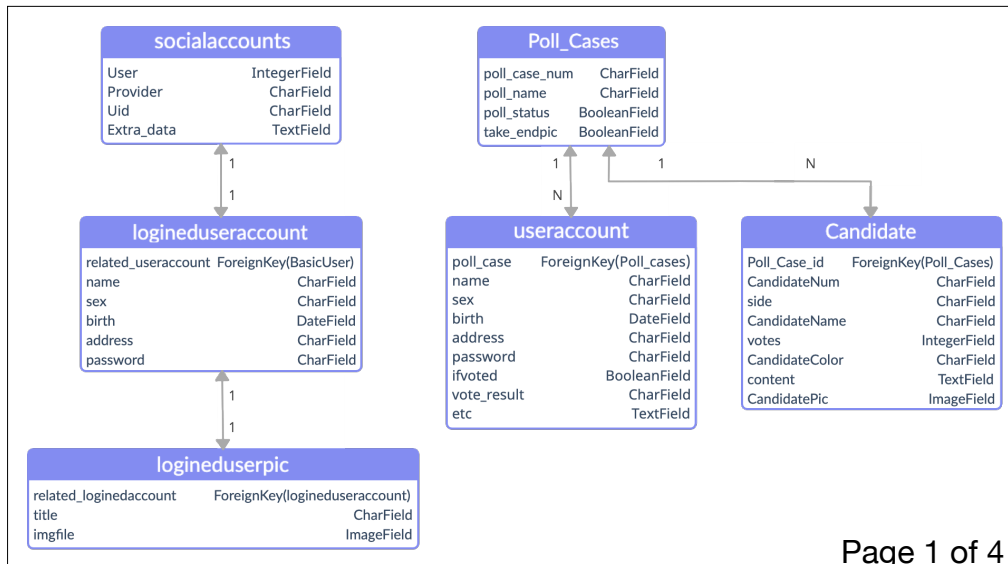 socialaccounts
User IntegerField
Provider CharField
Uid CharField
Extra_data TextField
1
1
logineduseraccount
related_useraccount ForeignKey(BasicUser)
name CharField
sex CharField
birth DateField
address CharField
password CharField
1
1
logineduserpic
related_loginedaccount ForeignKey(logineduseraccount)
title CharField
imgfile ImageField
Poll_Cases
poll_case_num CharField
poll_name CharField
poll_status BooleanField
take_endpic BooleanField
1
N
1 N
useraccount
poll_case ForeignKey(Poll_cases)
name CharField
sex CharField
birth DateField
address CharField
password CharField
ifvoted BooleanField
vote_result CharField
etc TextField
Candidate
Poll_Case_id ForeignKey(Poll_Cases)
CandidateNum CharField
side CharField
CandidateName CharField
votes IntegerField
CandidateColor CharField
content TextField
CandidatePic ImageField
Page 1 of 4